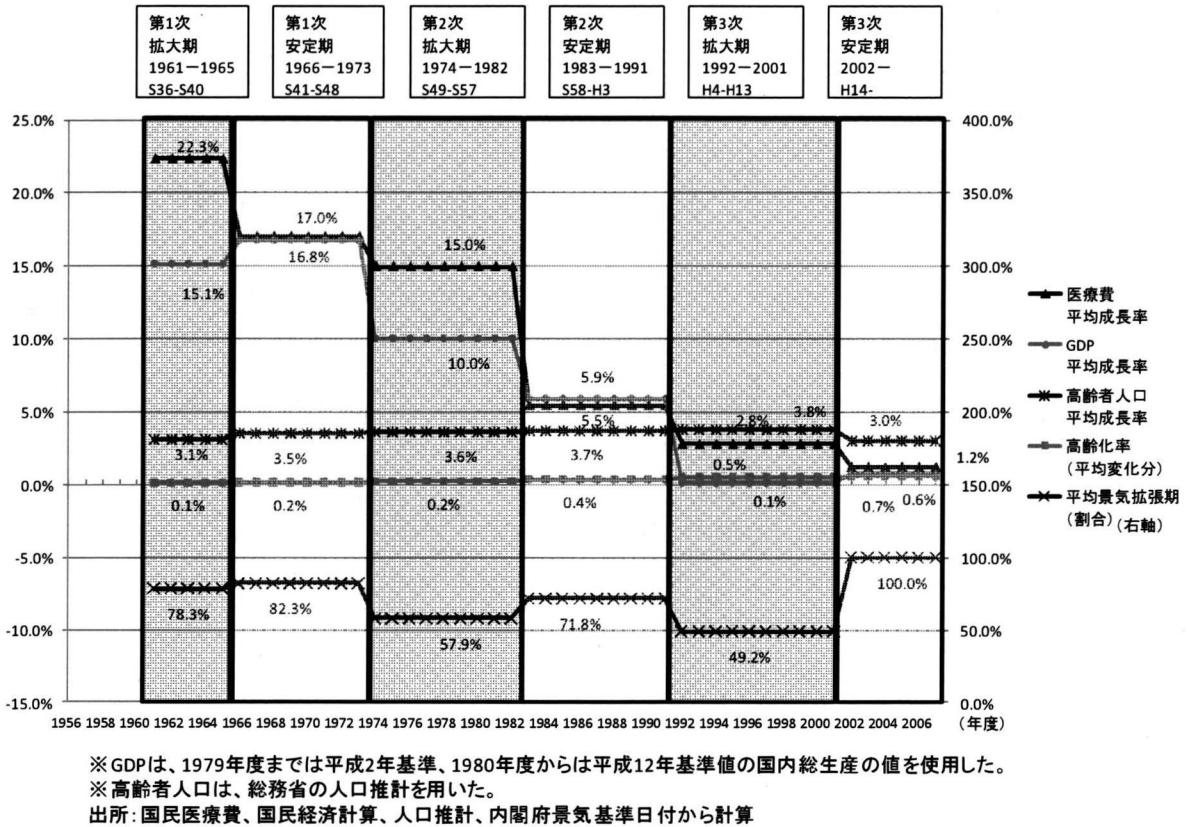 第1次
拡大期
1961－1965
S36-S40
第1次
安定期
1966－1973
S41-S48
第2次
拡大期
1974－1982
S49-S57
第2次
安定期
1983－1991
S58-H3
第3次
拡大期
1992－2001
H4-H13
第3次
安定期
2002－
H14-
25.0%
20.0%
15.0%
10.0%
5.0%
0.0%
-5.0%
-10.0%
-15.0%
400.0%
350.0%
300.0%
250.0%
200.0%
150.0%
100.0%
50.0%
0.0%
22.3%
17.0%
15.0%
16.8%
15.1%
10.0%
5.9%
5.5%
2.8%
3.8%
3.0%
3.1%
3.5%
3.6%
3.7%
0.5%
1.2%
0.1%
0.2%
0.2%
0.4%
0.1%
0.7%
0.6%
78.3%
82.3%
57.9%
71.8%
49.2%
100.0%
医療費
平均成長率
GDP
平均成長率
高齢者人口
平均成長率
高齢化率
（平均変化分）
平均景気拡張期
（割合）（右軸）
1956 1958 1960 1962 1964 1966 1968 1970 1972 1974 1976 1978 1980 1982 1984 1986 1988 1990 1992 1994 1996 1998 2000 2002 2004 2006
（年度）
※GDPは、1979年度までは平成2年基準、1980年度からは平成12年基準値の国内総生産の値を使用した。
※高齢者人口は、総務省の人口推計を用いた。
出所：国民医療費、国民経済計算、人口推計、内閣府景気基準日付から計算